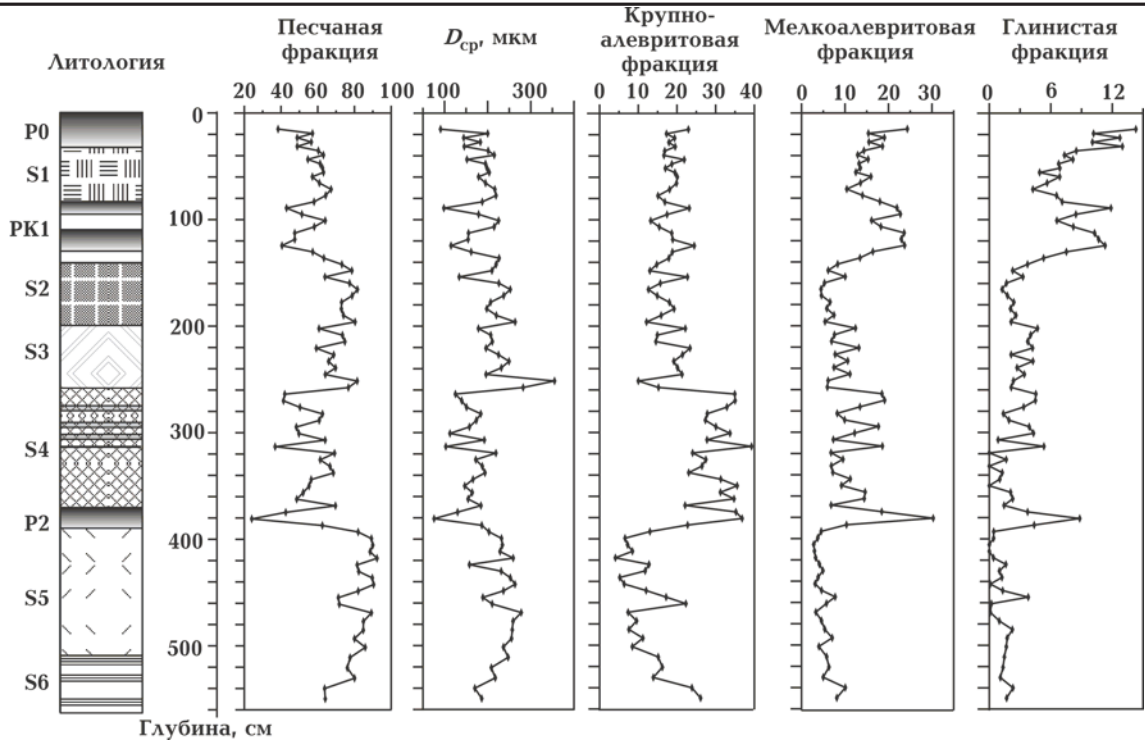 Литология
Песчаная
фракция
Dср, мкм
Крупно-
алевритовая
фракция
Мелкоалевритовая
фракция
Глинистая
фракция
20 40 60 80 100
100 300
0 10 20 30 40
0 10 20 30
0 6 12
0
100
200
300
400
500
P0
S1
PK1
S2
S3
S4
P2
S5
S6
Глубина, см